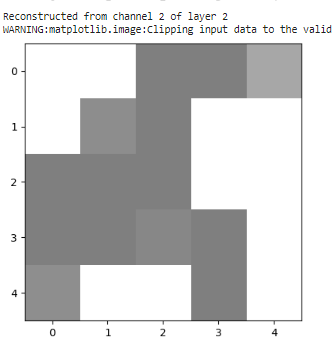 Reconstructed from channel 2 of layer 2
WARNING:matplotlib.image:Clipping input data to the valid
0
1
2
3
4
0 1 2 3 4